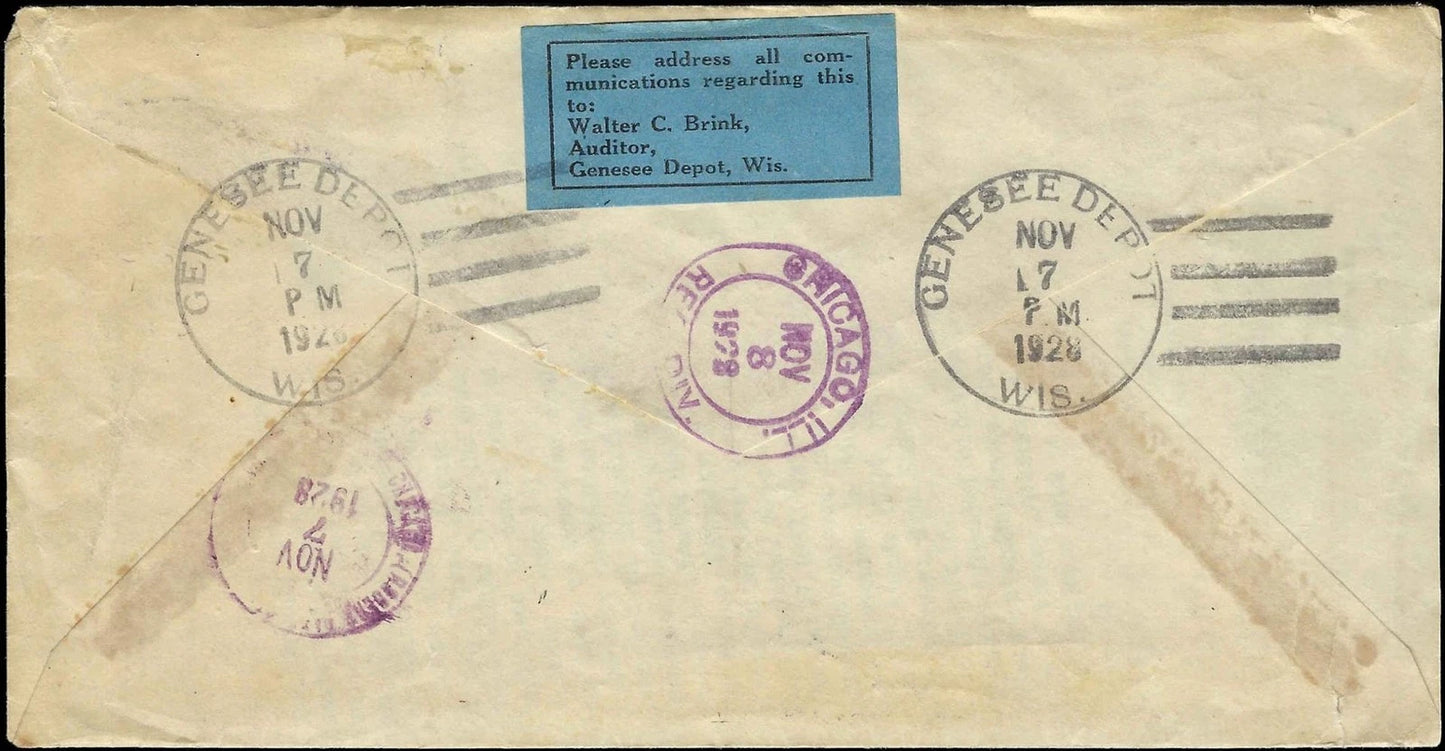 Please address all com-
munications regarding this
to:
Walter C. Brink,
Auditor,
Genesee Depot, Wis.
GENESEE DEPOT
NOV
7
P M
1928
WIS.
CHICAGO, ILL.
NOV
8
1928
GENESEE DEPOT
NOV
7
P M
1928
WIS.
NOV
7
1928